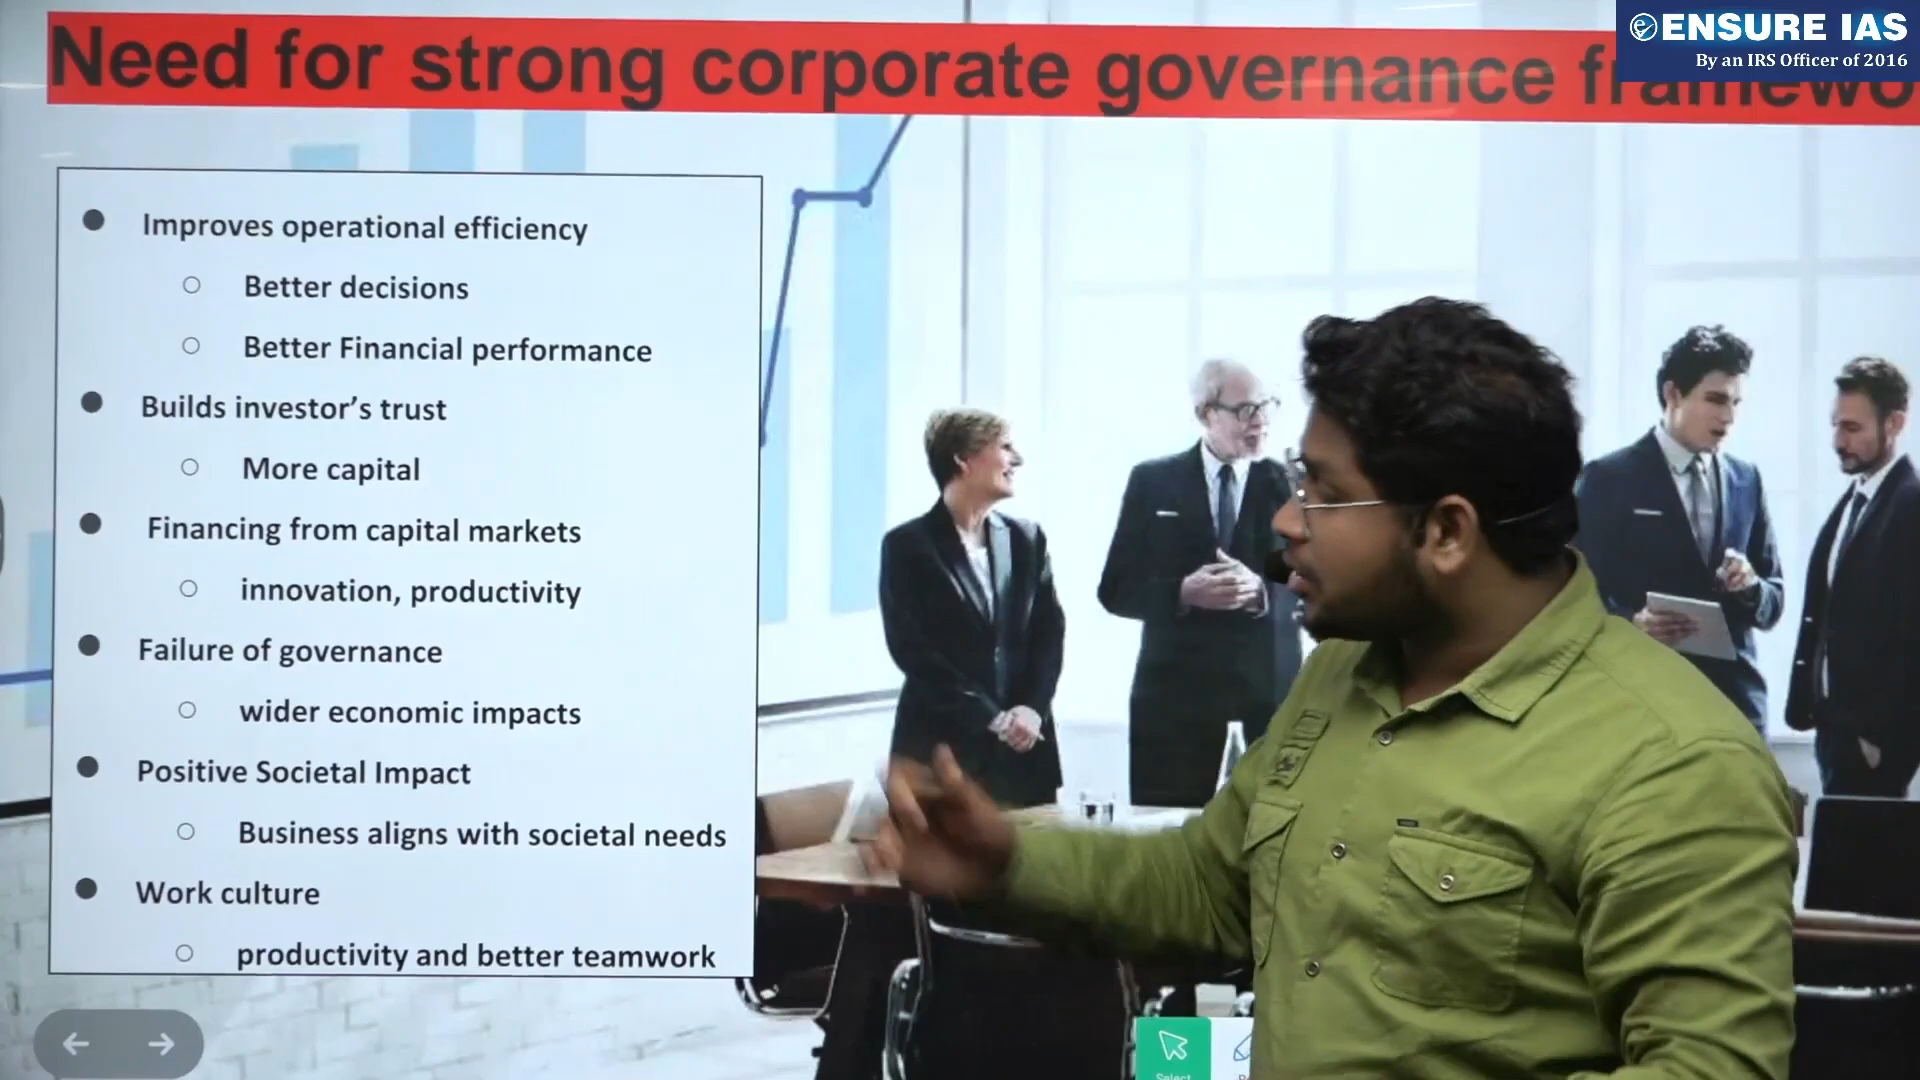 Need for strong corporate governance
ENSURE IAS
By an IRS Officer of 2016
● Improves operational efficiency
○ Better decisions
○ Better Financial performance
● Builds investor’s trust
○ More capital
● Financing from capital markets
○ innovation, productivity
● Failure of governance
○ wider economic impacts
● Positive Societal Impact
○ Business aligns with societal needs
● Work culture
○ productivity and better teamwork
Select